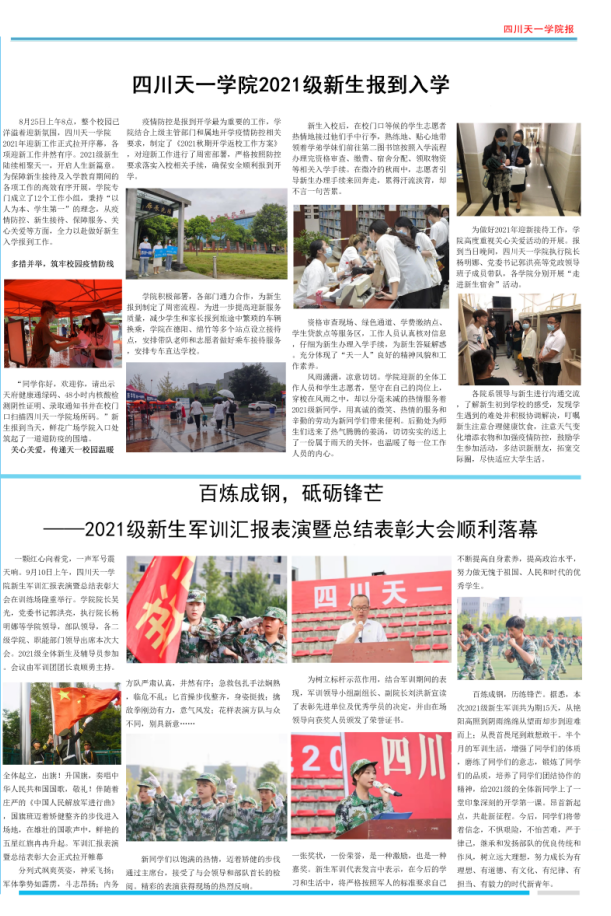 四川天一学院报
四川天一学院2021级新生报到入学
8月25日上午8点，整个校园已
洋溢着迎新氛围，四川天一学院
2021年迎新工作正式拉开序幕，各
项迎新工作井然有序。2021级新生
陆续相聚天一，开启人生新篇章。
为保障新生接待及入学教育期间的
各项工作的高效有序开展，学院专
门成立了12个工作小组，秉持“以
人为本、学生第一”的理念，从疫
情防控、新生接待、保障服务、关
心关爱等方面，全力以赴做好新生
入学报到工作。
多措并举，筑牢校园疫情防线
“同学你好，欢迎你，请出示
天府健康通绿码、48小时内核酸检
测阴性证明、录取通知书并在校门
口扫描四川天一学院场所码。”新
生报到当天，鲜花广场学院入口处
筑起了一道道防疫的围墙。
关心关爱，传递天一校园温暖
疫情防控是报到开学最为重要的工作，学
院结合上级主管部门和属地开学疫情防控相关
要求，制定了《2021秋期开学返校工作方案》
，对迎新工作进行了周密部署，严格按照防控
要求落实入校相关手续，确保安全顺利报到开
学。
学院积极部署，各部门通力合作，为新生
报到制定了周密流程，为进一步提高迎新服务
质量，减少学生和家长报到旅途中繁琐的车辆
换乘，学院在德阳、绵竹等多个站点设立接待
点，安排带队老师和志愿者做好乘车接待服务
，安排专车直达学校。
新生入校后，在校门口等候的学生志愿者
热情地接过他们手中行李，熟练地、贴心地带
领着学弟学妹们前往第二图书馆按照入学流程
办理完资格审查、缴费、宿舍分配、领取物资
等相关入学手续。在微冷的秋雨中，志愿者引
导新生办理手续来回奔走，累得汗流浃背，却
不言一句苦累。
资格审查现场、绿色通道、学费缴纳点、
学生贷款点等服务区，工作人员认真核对信息
，仔细为新生办理入学手续，为新生答疑解惑
，充分体现了“天一人”良好的精神风貌和工
作素养。
风雨潇潇，凉意切切。学院迎新的全体工
作人员和学生志愿者，坚守在自己的岗位上，
穿梭在风雨之中，却以分毫未减的热情服务着
2021级新同学。用真诚的微笑、热情的服务和
辛勤的劳动为新同学们带来便利。后勤处为师
生们送来了热气腾腾的姜汤，切切实实的送上
了一份属于雨天的关怀，也温暖了每一位工作
人员的内心。
为做好2021年迎新接待工作，学
院高度重视关心关爱活动的开展。报
到当日晚间，四川天一学院执行院长
杨明娜、党委书记郭洪亮等党政领导
班子成员带队，各学院分别开展“走
进新生宿舍”活动。
各院系领导与新生进行沟通交流
，了解新生初到学校的感受，发现学
生遇到的难处并积极协调解决，叮嘱
新生注意合理健康饮食，注意天气变
化增添衣物和加强疫情防控，鼓励学
生参加活动，多结识新朋友，拓宽交
际圈，尽快适应大学生活。
百炼成钢，砥砺锋芒
——2021级新生军训汇报表演暨总结表彰大会顺利落幕
一颗红心向着党，一声军号震
天响。9月10日上午，四川天一学
院新生军训汇报表演暨总结表彰大
会在训练场隆重举行。学院院长吴
光，党委书记郭洪亮，执行院长杨
明娜等学院领导，部队领导，各二
级学院、职能部门领导出席本次大
会。2021级全体新生及辅导员参加
。会议由军训团团长袁顺勇主持。
全体起立，出旗！升国旗，奏唱中
华人民共和国国歌，敬礼！伴随着
庄严的《中国人民解放军进行曲》
，国旗班迈着矫健整齐的步伐进入
场地，在雄壮的国歌声中，鲜艳的
五星红旗冉冉升起。军训汇报表演
暨总结表彰大会正式拉开帷幕
分列式飒爽英姿，神采飞扬；
军体拳势如霹雳，斗志昂扬；内务
方队严肃认真，井然有序；急救包扎手法娴熟
，临危不乱；匕首操步伐整齐，身姿挺拔；擒
敌拳刚劲有力，意气风发；花样表演方队与众
不同，别具新意……
新同学们以饱满的热情，迈着矫健的步伐
通过主席台，接受了与会领导和部队首长的检
阅。精彩的表演获得现场的热烈反响。
四川天一
为树立标杆示范作用，结合军训期间的表
现，军训领导小组副组长、副院长刘洪新宣读
了表彰先进单位及优秀学员的决定，并由在场
领导向获奖人员颁发了荣誉证书。
四川
一张奖状，一份荣誉，是一种激励，也是一种
嘉奖。新生军训代表发言中表示，在今后的学
习和生活中，将严格按照军人的标准要求自己
不断提高自身素养，提高政治水平，
努力做无愧于祖国、人民和时代的优
秀学生。
百炼成钢，历练锋芒。据悉，本
次2021级新生军训共为期15天，从艳
阳高照到阴雨绵绵从望而却步到迎难
而上；从畏首畏尾到敢想敢干。半个
月的军训生活，增强了同学们的体质
，磨练了同学们的意志，锻炼了同学
们的品质，培养了同学们团结协作的
精神，给2021级的全体新同学上了一
堂印象深刻的开学第一课。昂首新起
点，共赴新征程。今后，同学们将带
着信念，不惧艰险，不怕苦难，严于
律己，继承和发扬部队的优良传统和
作风，树立远大理想，努力成长为有
理想、有道德、有文化、有纪律、有
担当、有毅力的时代新青年。